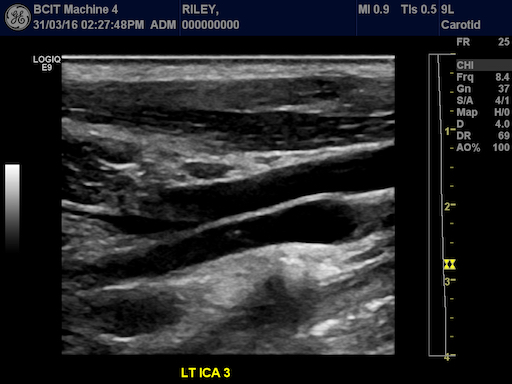 BCIT Machine 4
RILEY,
MI 0.9 TIs 0.5 9L
31/03/16 02:27:48PM ADM
000000000
Carotid
FR 25
LOGIQ
E9
CHI
Frq 8.4
Gn 37
S/A 4/1
Map H/0
D 4.0
DR 69
AO% 100
1
2
3
4
LT ICA 3